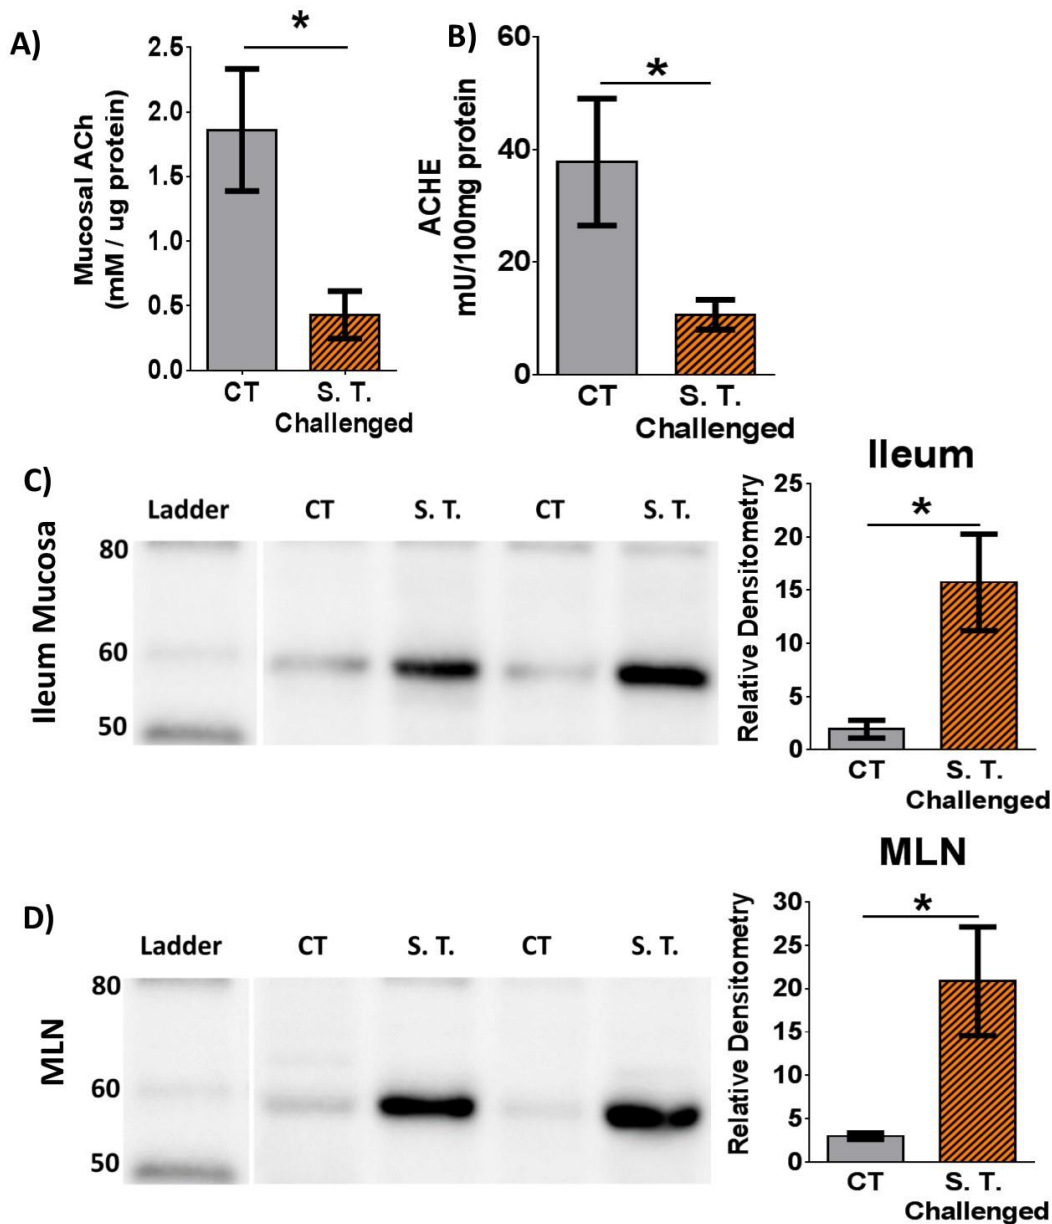 A)
Mucosal ACh
(mM / ug protein)
2.5
2.0
1.5
1.0
0.5
0.0
*
CT
S. T.
Challenged
B)
ACHE
mU/100mg protein
60
40
20
0
*
CT
S. T.
Challenged
C)
Ileum Mucosa
Ladder CT S. T. CT S. T.
80
60
50
Ileum
Relative Densitometry
25
20
15
10
5
0
*
CT
S. T.
Challenged
D)
MLN
Ladder CT S. T. CT S. T.
80
60
50
MLN
Relative Densitometry
30
25
20
15
10
5
0
*
CT
S. T.
Challenged